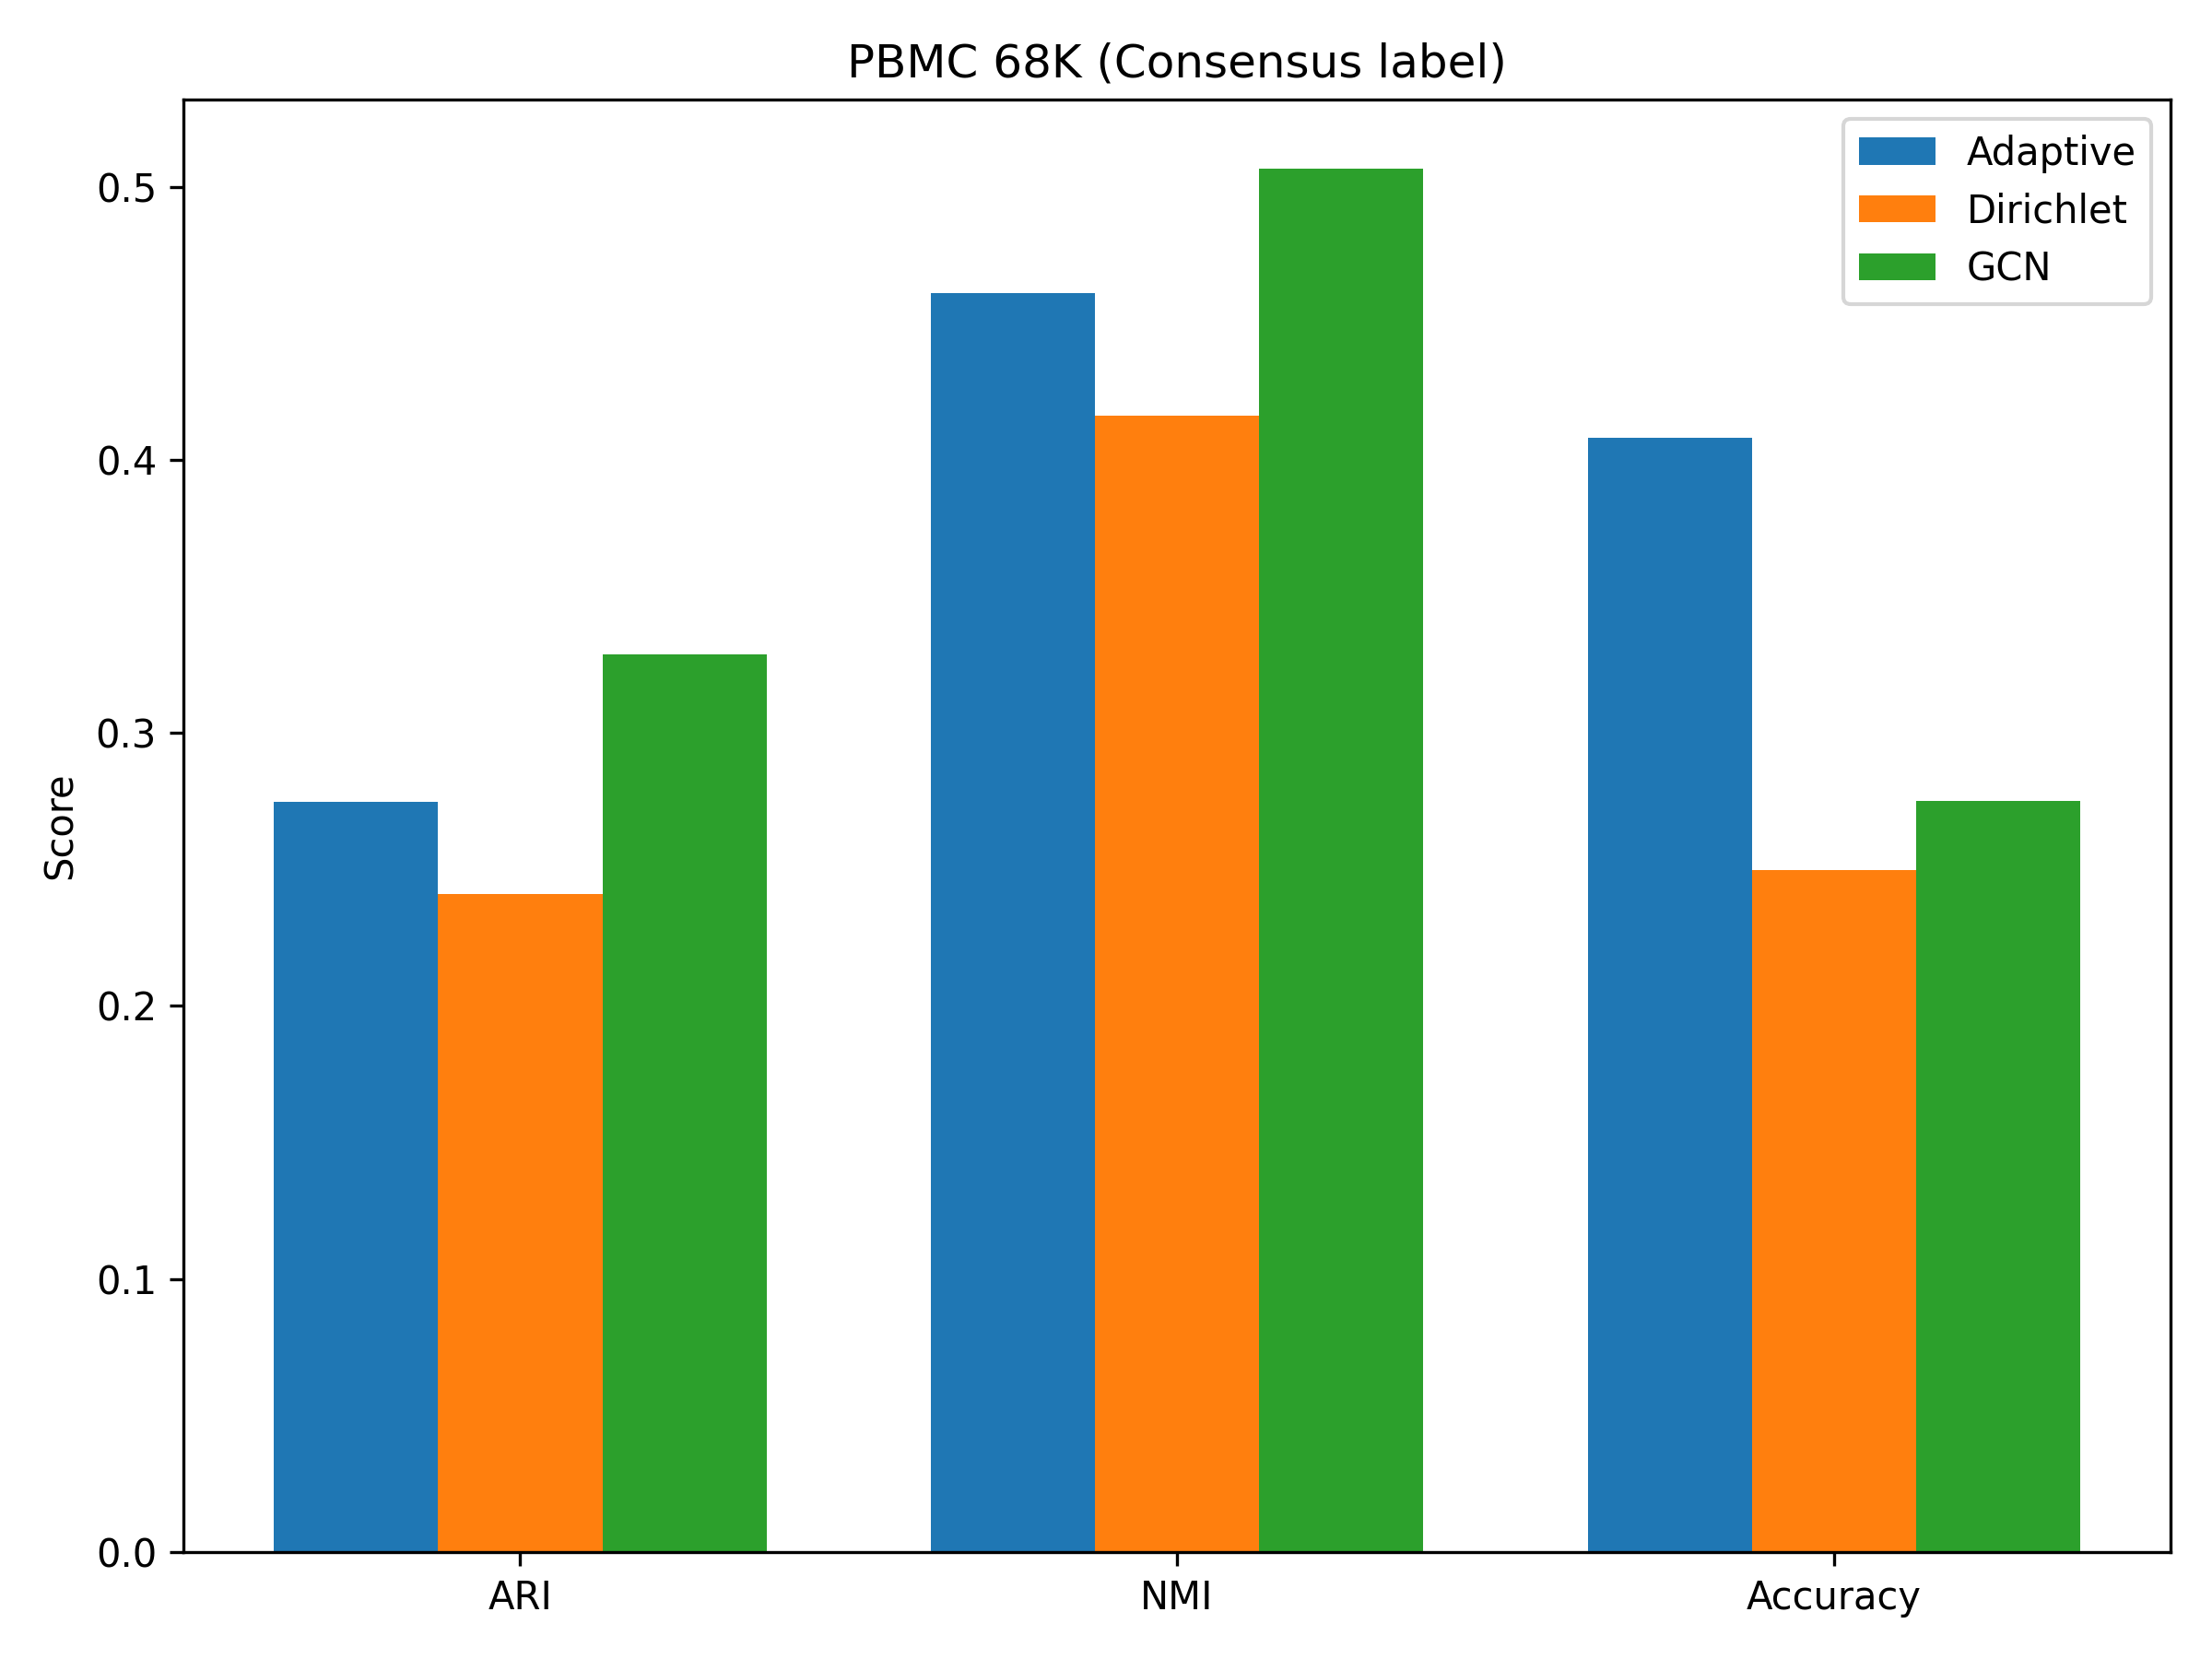 PBMC 68K (Consensus label)
Adaptive
Dirichlet
GCN
Score
0.5
0.4
0.3
0.2
0.1
0.0
ARI
NMI
Accuracy